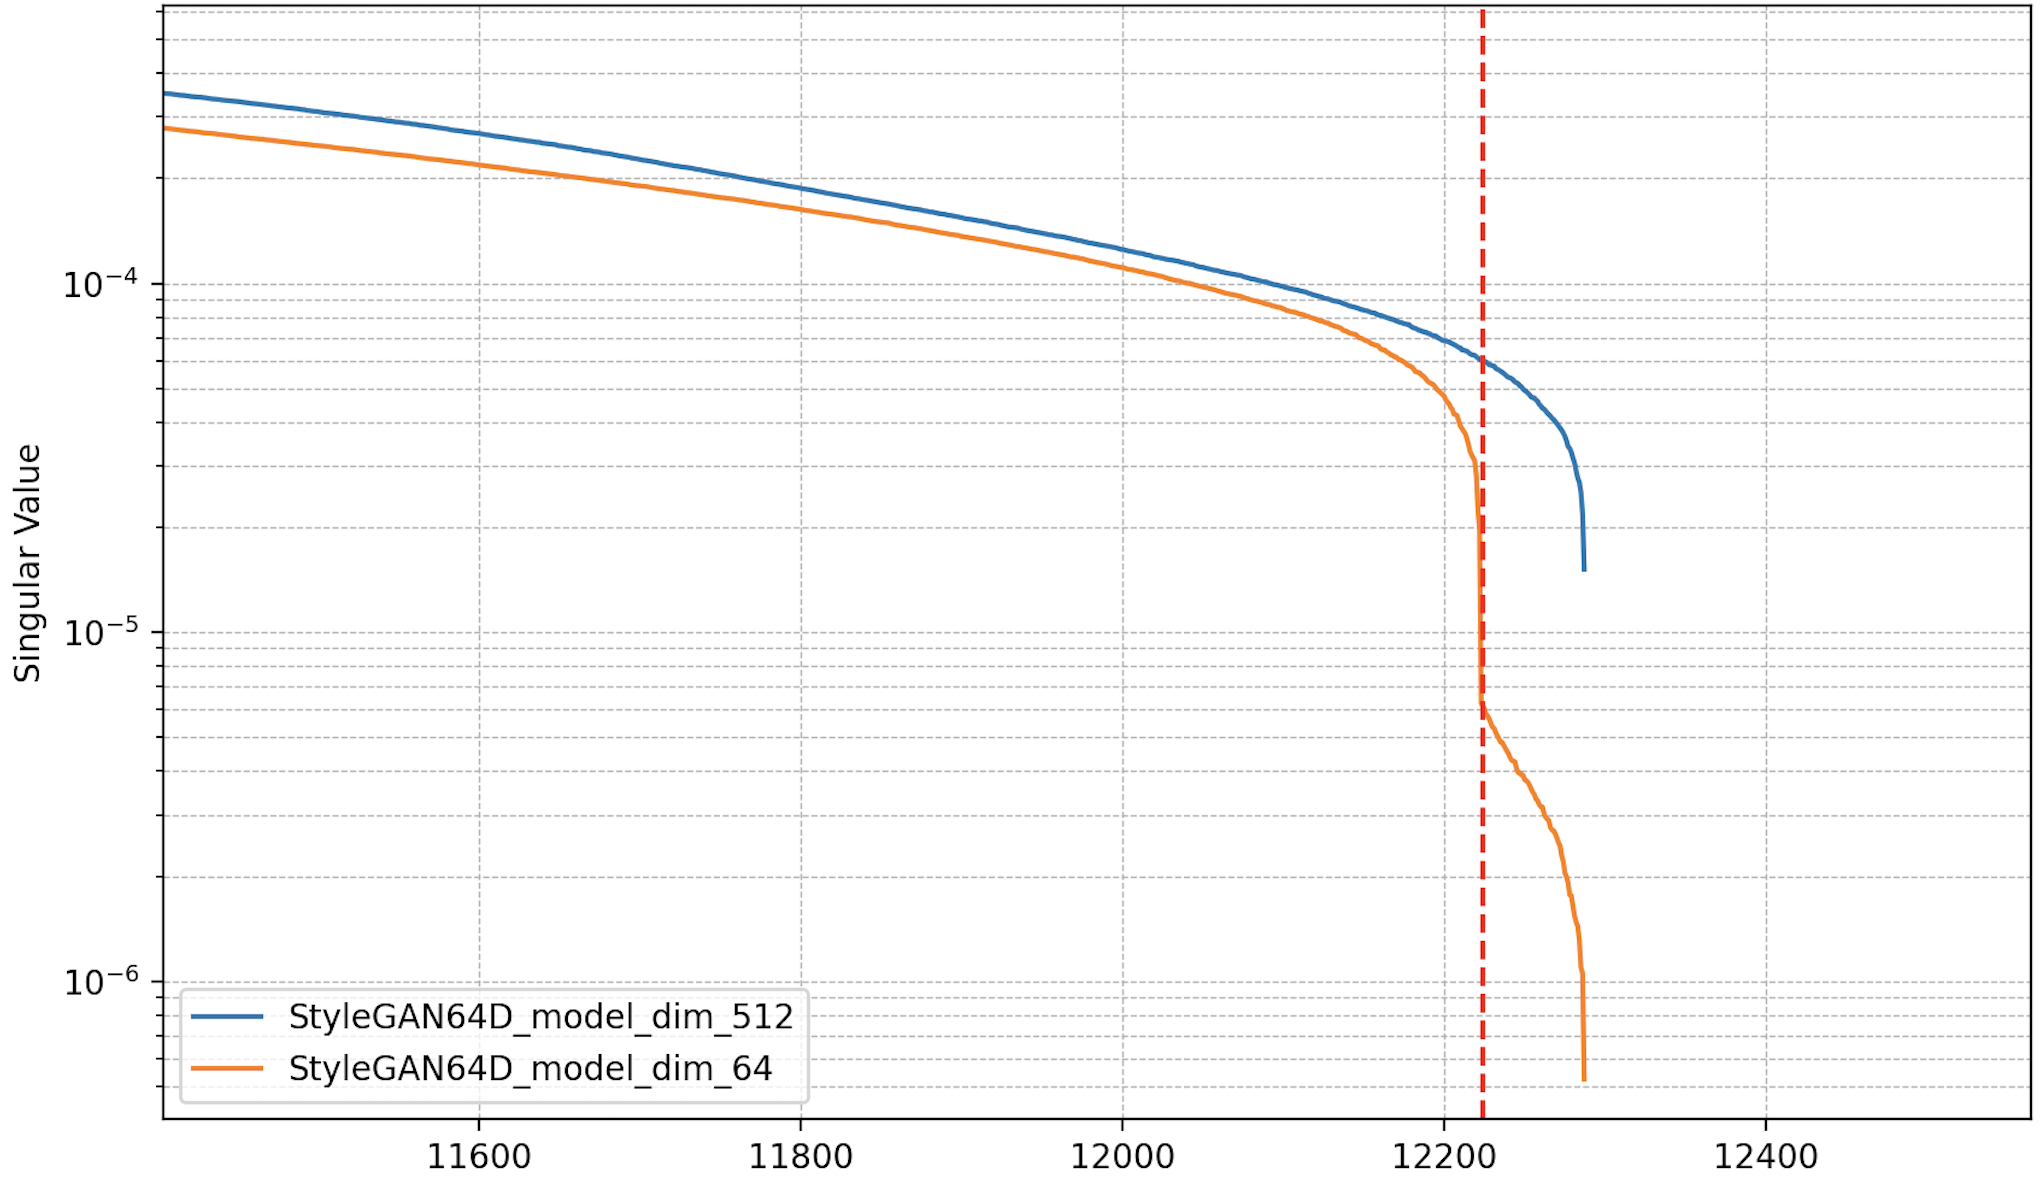 Singular Value
10⁻⁴
10⁻⁵
10⁻⁶
StyleGAN64D_model_dim_512
StyleGAN64D_model_dim_64
11600 11800 12000 12200 12400